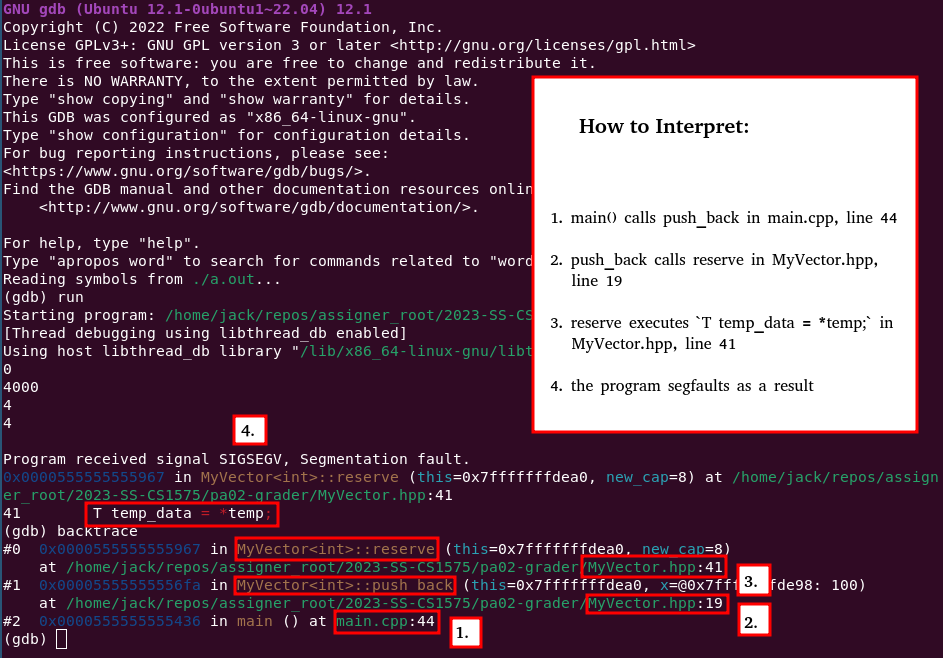 GNU gdb (Ubuntu 12.1-0ubuntu1~22.04) 12.1
Copyright (C) 2022 Free Software Foundation, Inc.
License GPLv3+: GNU GPL version 3 or later <http://gnu.org/licenses/gpl.html>
This is free software: you are free to change and redistribute it.
There is NO WARRANTY, to the extent permitted by law.
Type "show copying" and "show warranty" for details.
This GDB was configured as "x86_64-linux-gnu".
Type "show configuration" for configuration details.
For bug reporting instructions, please see:
<https://www.gnu.org/software/gdb/bugs/>.
Find the GDB manual and other documentation resources onlin
    <http://www.gnu.org/software/gdb/documentation/>.
For help, type "help".
Type "apropos word" to search for commands related to "word
Reading symbols from ./a.out...
(gdb) run
Starting program: /home/jack/repos/assigner_root/2023-SS-CS
[Thread debugging using libthread_db enabled]
Using host libthread_db library "/lib/x86_64-linux-gnu/libt
0
4000
4
4
How to Interpret:
1. main() calls push_back in main.cpp, line 44
2. push_back calls reserve in MyVector.hpp,
line 19
3. reserve executes `T temp_data = *temp;` in
MyVector.hpp, line 41
4. the program segfaults as a result
4.
Program received signal SIGSEGV, Segmentation fault.
0x0000555555555967 in MyVector<int>::reserve (this=0x7fffffffdea0, new_cap=8) at /home/jack/repos/assign
er_root/2023-SS-CS1575/pa02-grader/MyVector.hpp:41
41        T temp_data = *temp;
(gdb) backtrace
#0  0x0000555555555967 in MyVector<int>::reserve (this=0x7fffffffdea0, new_cap=8)
    at /home/jack/repos/assigner_root/2023-SS-CS1575/pa02-grader/MyVector.hpp:41
#1  0x00005555555556fa in MyVector<int>::push_back (this=0x7fffffffdea0, x=@0x7fff fde98: 100)
3.
    at /home/jack/repos/assigner_root/2023-SS-CS1575/pa02-grader/MyVector.hpp:19
2.
#2  0x0000555555555436 in main () at main.cpp:44
1.
(gdb)